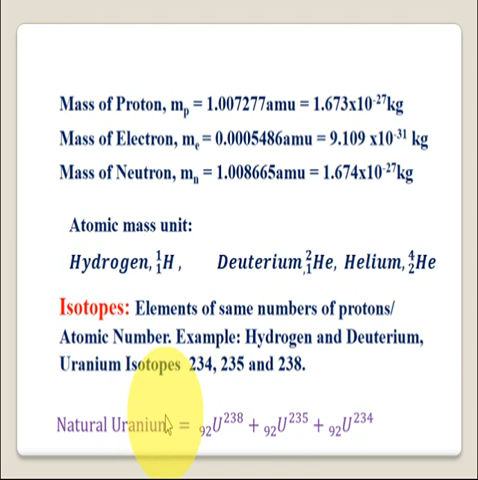 Mass of Proton, mₚ = 1.007277amu = 1.673x10⁻²⁷kg
Mass of Electron, mₑ = 0.0005486amu = 9.109 x10⁻³¹ kg
Mass of Neutron, mₙ = 1.008665amu = 1.674x10⁻²⁷kg
Atomic mass unit:
Hydrogen, ¹₁H , Deuterium,²₁He, Helium, ⁴₂He
Isotopes: Elements of same numbers of protons/
Atomic Number. Example: Hydrogen and Deuterium,
Uranium Isotopes 234, 235 and 238.
Natural Uranium = ₉₂U²³⁸ + ₉₂U²³⁵ + ₉₂U²³⁴